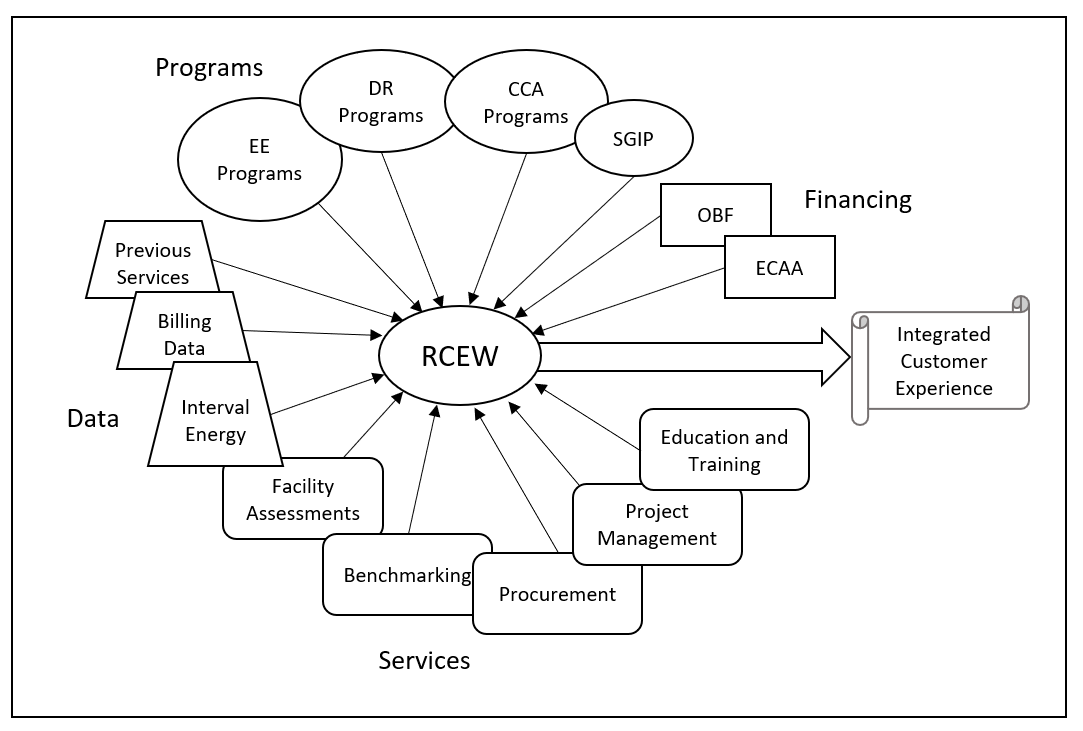 Programs
DR
Programs
CCA
Programs
EE
Programs
SGIP
OBF
Financing
ECAA
Previous
Services
Billing
Data
Interval
Energy
Data
RCEW
Integrated
Customer
Experience
Education and
Training
Project
Management
Facility
Assessments
Benchmarking
Procurement
Services